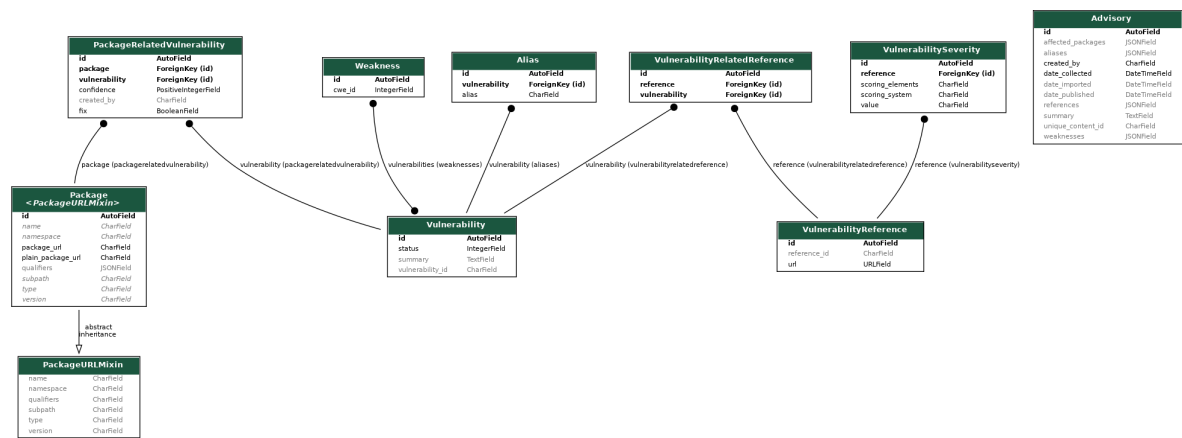 PackageRelatedVulnerability
id AutoField
package ForeignKey (id)
vulnerability ForeignKey (id)
confidence PositiveIntegerField
created_by CharField
fix BooleanField
Weakness
id AutoField
cwe_id IntegerField
Alias
id AutoField
vulnerability ForeignKey (id)
alias CharField
VulnerabilityRelatedReference
id AutoField
reference ForeignKey (id)
vulnerability ForeignKey (id)
VulnerabilitySeverity
id AutoField
reference ForeignKey (id)
scoring_elements CharField
scoring_system CharField
value CharField
Advisory
id AutoField
affected_packages JSONField
aliases JSONField
created_by CharField
date_collected DateTimeField
date_imported DateTimeField
date_published DateTimeField
references JSONField
summary TextField
unique_content_id CharField
weaknesses JSONField
package (packagerelatedvulnerability)
vulnerability (packagerelatedvulnerability)
vulnerabilities (weaknesses)
vulnerability (aliases)
vulnerability (vulnerabilityrelatedreference)
reference (vulnerabilityrelatedreference)
reference (vulnerabilityseverity)
Package
<PackageURLMixin>
id AutoField
name CharField
namespace CharField
package_url CharField
plain_package_url CharField
qualifiers JSONField
subpath CharField
type CharField
version CharField
Vulnerability
id AutoField
status IntegerField
summary TextField
vulnerability_id CharField
VulnerabilityReference
id AutoField
reference_id CharField
url URLField
abstract
inheritance
PackageURLMixin
name CharField
namespace CharField
qualifiers CharField
subpath CharField
type CharField
version CharField